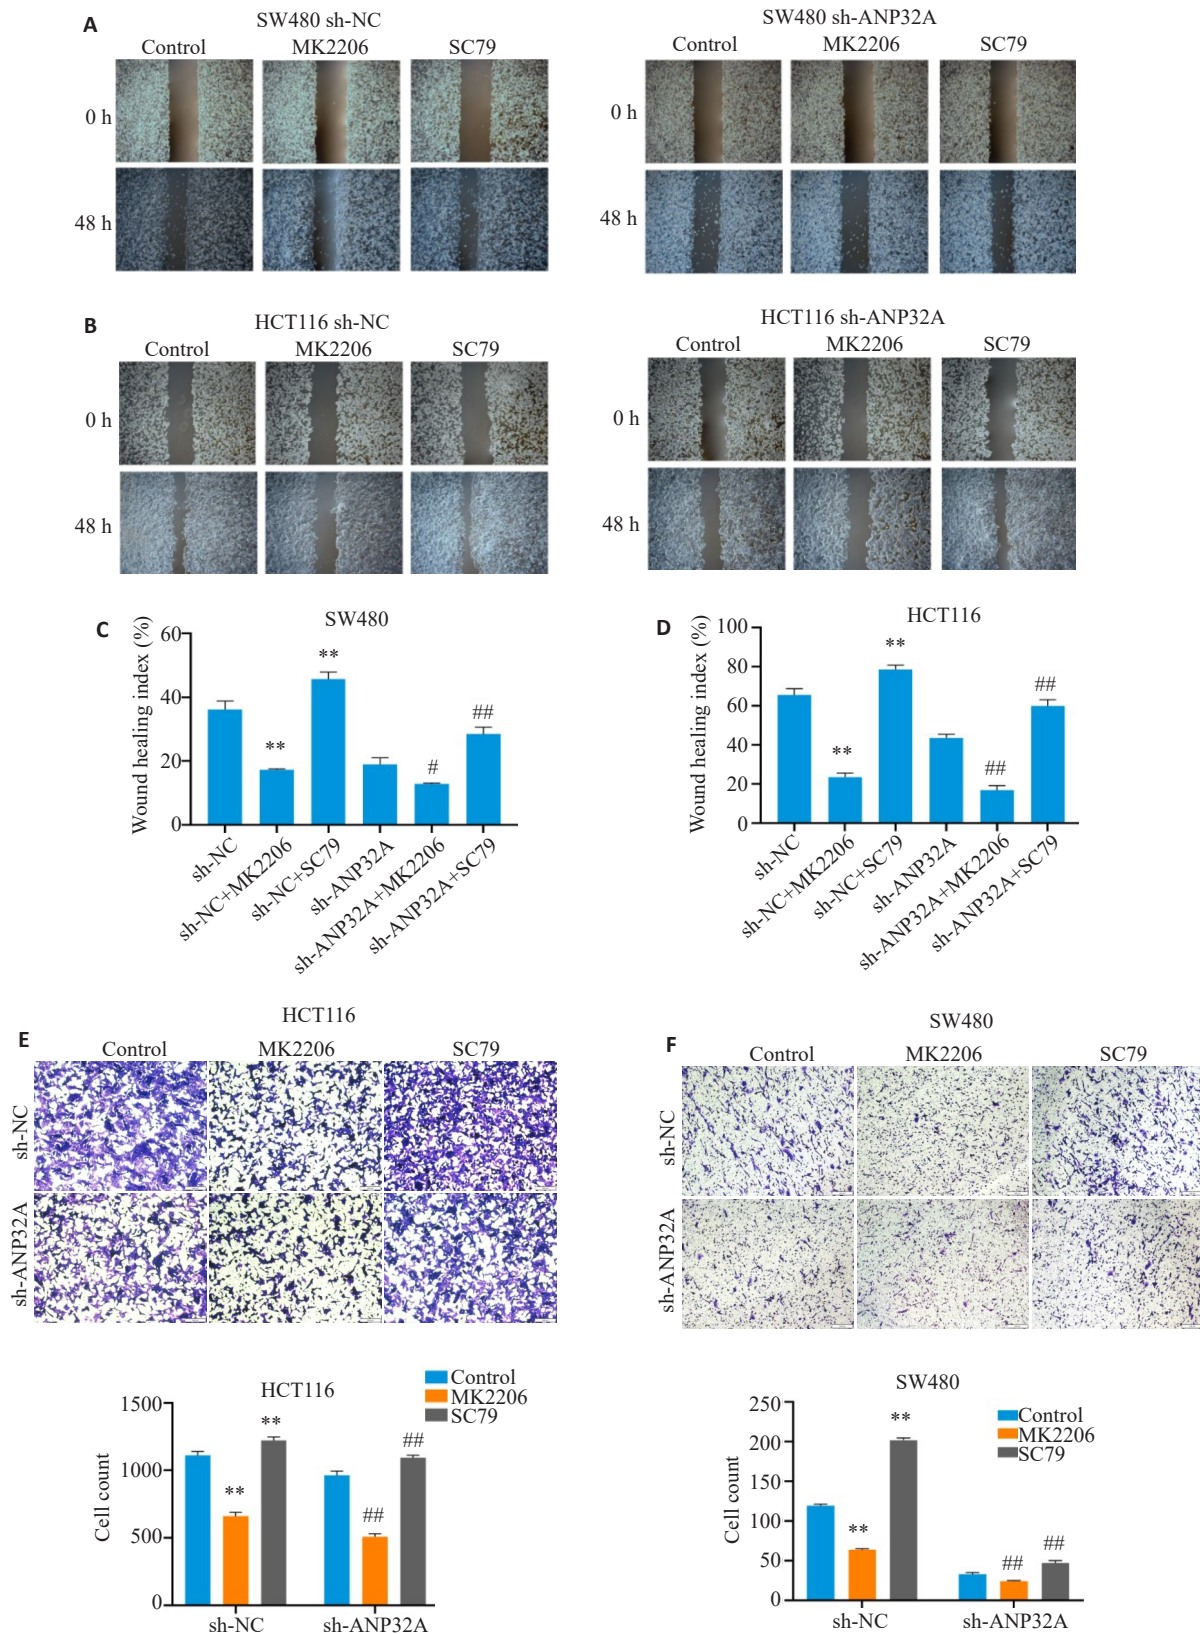 A
SW480 sh-NC
Control MK2206 SC79
0 h
48 h
SW480 sh-ANP32A
Control MK2206 SC79
0 h
48 h
B
HCT116 sh-NC
Control MK2206 SC79
0 h
48 h
HCT116 sh-ANP32A
Control MK2206 SC79
0 h
48 h
C
SW480
Wound healing index (%)
60
40
20
0
**
**
#
##
sh-NC
sh-NC+MK2206
sh-NC+SC79
sh-ANP32A
sh-ANP32A+MK2206
sh-ANP32A+SC79
D
HCT116
Wound healing index (%)
100
80
60
40
20
0
**
**
##
##
sh-NC
sh-NC+MK2206
sh-NC+SC79
sh-ANP32A
sh-ANP32A+MK2206
sh-ANP32A+SC79
E
HCT116
Control MK2206 SC79
sh-NC
sh-ANP32A
HCT116
Control
MK2206
SC79
Cell count
1500
1000
500
0
**
**
##
##
sh-NC sh-ANP32A
F
SW480
Control MK2206 SC79
sh-NC
sh-ANP32A
SW480
Control
MK2206
SC79
Cell count
250
200
150
100
50
0
**
**
##
##
sh-NC sh-ANP32A